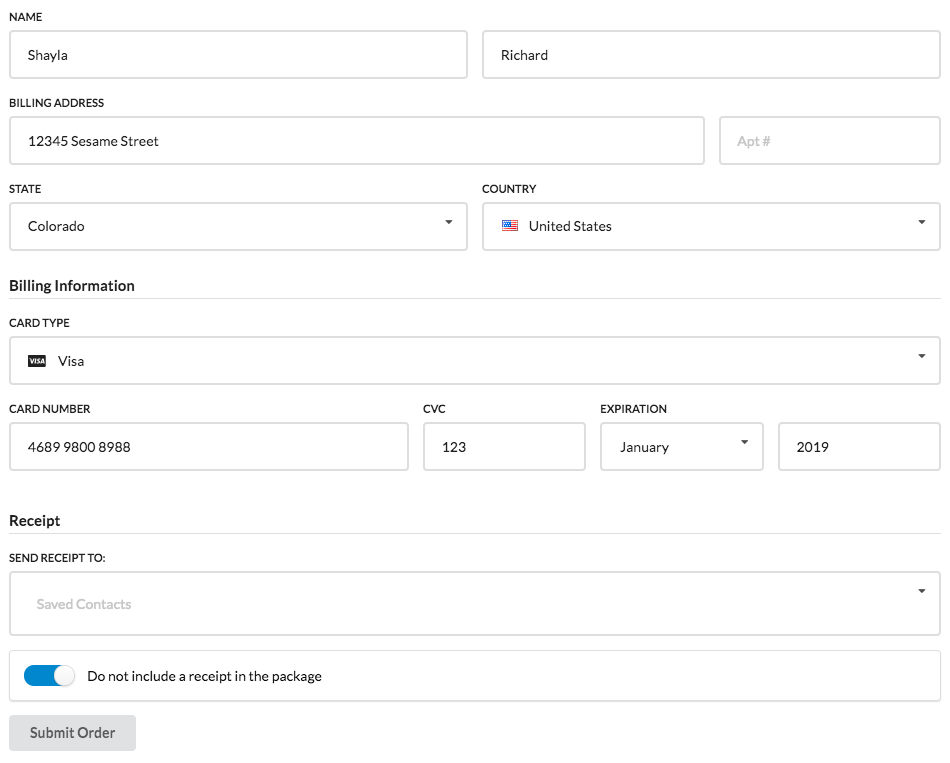 NAME
Shayla Richard
BILLING ADDRESS
12345 Sesame Street Apt #
STATE COUNTRY
Colorado United States
Billing Information
CARD TYPE
VISA Visa
CARD NUMBER CVC EXPIRATION
4689 9800 8988 123 January 2019
Receipt
SEND RECEIPT TO:
Saved Contacts
Do not include a receipt in the package
Submit Order